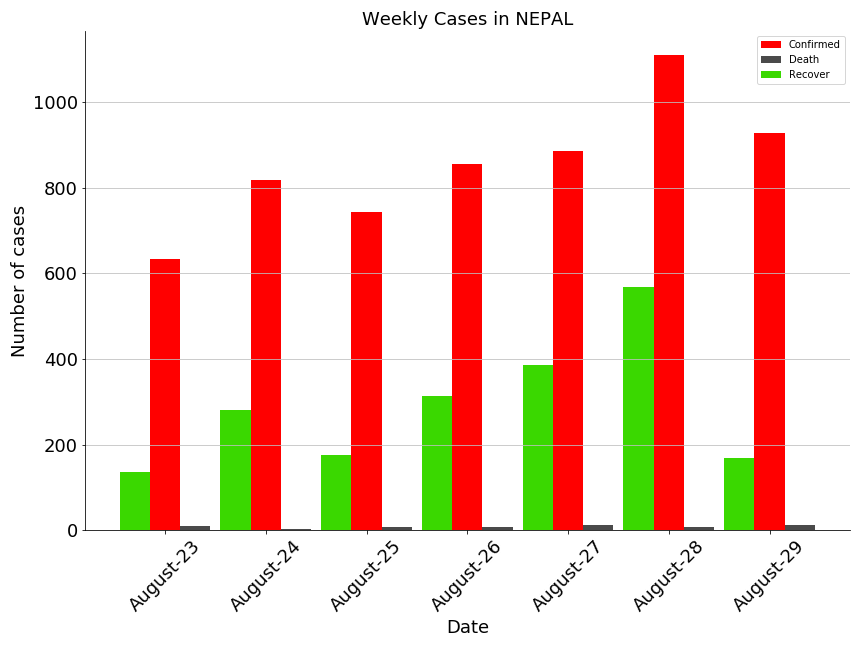 Weekly Cases in NEPAL
Confirmed
Death
Recover
Number of cases
1000
800
600
400
200
0
August-23
August-24
August-25
August-26
August-27
August-28
August-29
Date